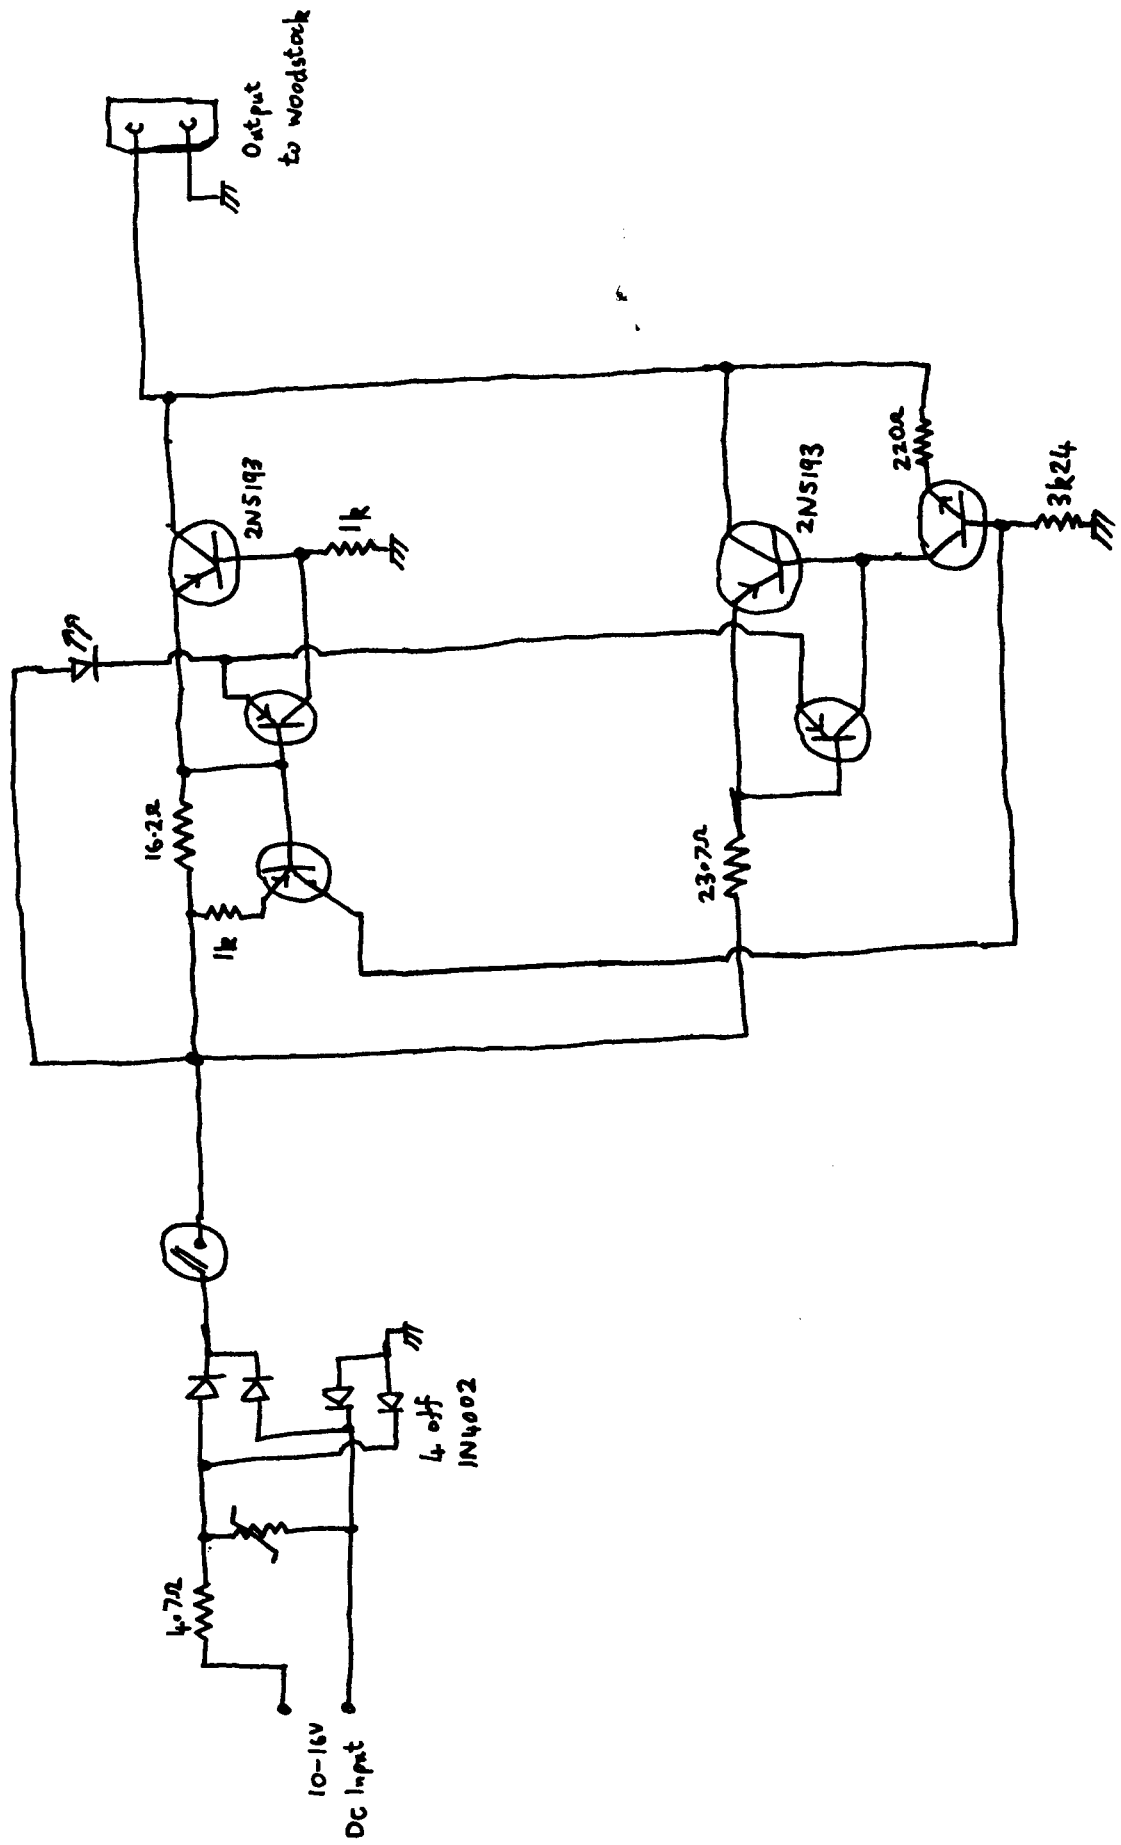 10-16V
DC Input
4.7Ω
4 off
1N4002
1k
16.2Ω
23.7Ω
2N5193
1k
2N5193
220Ω
3k24
Output
to Woodstock